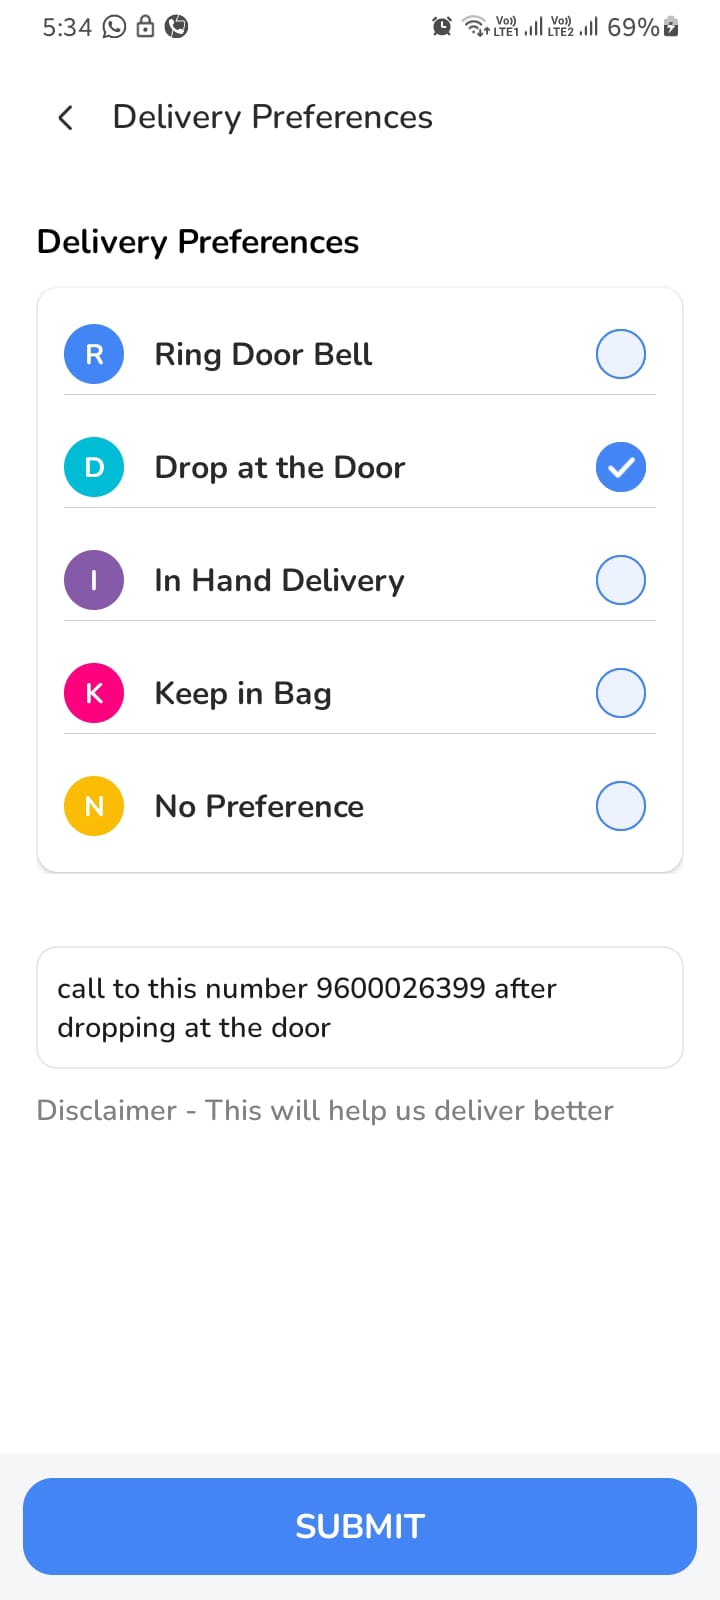 5:34
Vo)) LTE1 Vo)) LTE2 69%
Delivery Preferences
Delivery Preferences
R Ring Door Bell
D Drop at the Door
I In Hand Delivery
K Keep in Bag
N No Preference
call to this number 9600026399 after
dropping at the door
Disclaimer - This will help us deliver better
SUBMIT